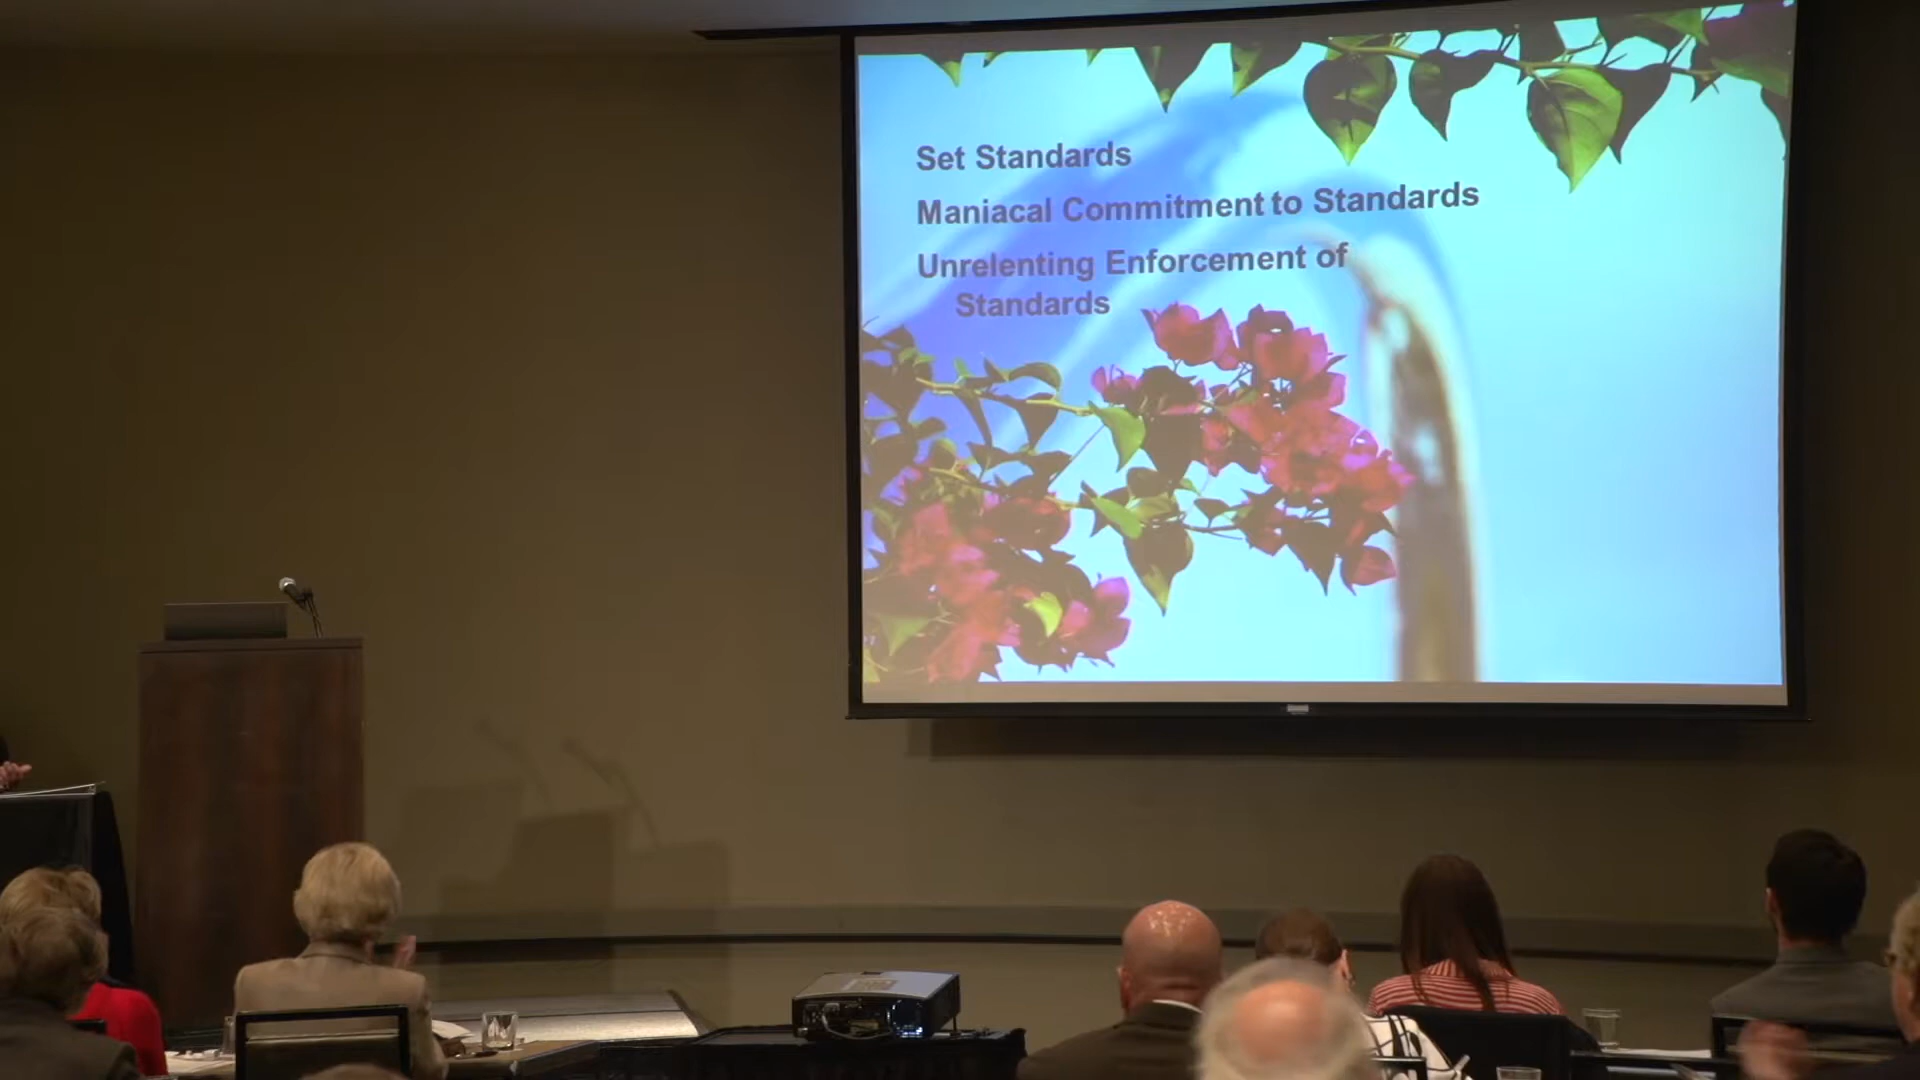 Set Standards
Maniacal Commitment to Standards
Unrelenting Enforcement of
Standards